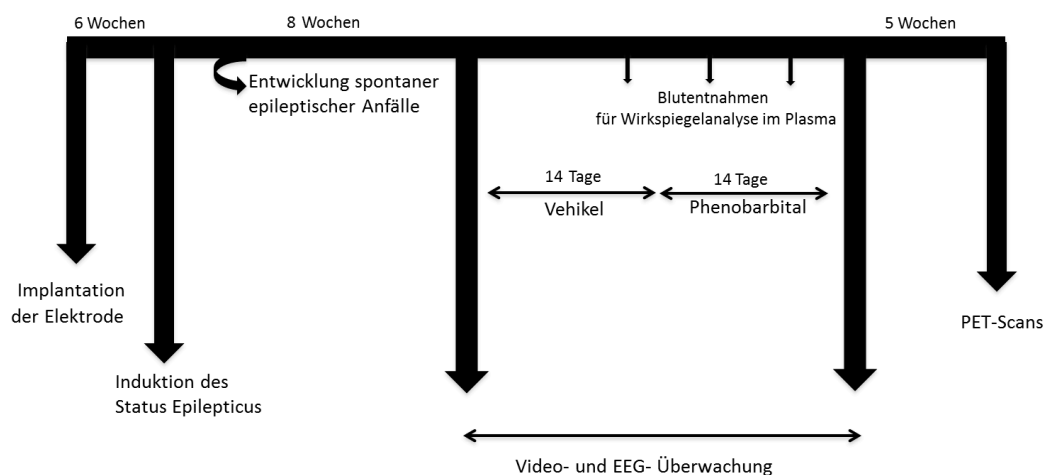 6 Wochen
8 Wochen
5 Wochen
Entwicklung spontaner
epileptischer Anfälle
Blutentnahmen
für Wirkspiegelanalyse im Plasma
14 Tage
Vehikel
14 Tage
Phenobarbital
Implantation
der Elektrode
PET-Scans
Induktion des
Status Epilepticus
Video- und EEG- Überwachung